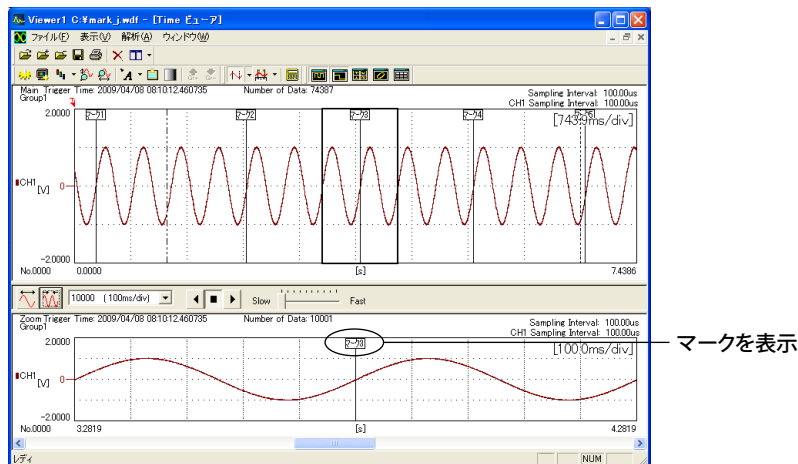 Viewer1 C:¥mark_j.wdf - [Time ビューア]
ファイル(F) 表示(V) 解析(A) ウィンドウ(W)
Main Trigger Time: 2009/04/08 08:10:12.460735 Number of Data: 74387 Sampling Interval: 100.00us
Group1 CH1 Sampling Interval: 100.00us
2.0000 マーク1 マーク2 マーク3 マーク4 マーク5
[743.9ms/div]
CH1 [V] 0
-2.0000
No.0000 0.0000 [s] 7.4386
10000 (100ms/div) Slow Fast
Zoom Trigger Time: 2009/04/08 08:10:12.460735 Number of Data: 10001 Sampling Interval: 100.00us
Group1 CH1 Sampling Interval: 100.00us
2.0000 マーク3 [100.0ms/div]
マークを表示
CH1 [V] 0
-2.0000
No.0000 3.2819 [s] 4.2819
レディ NUM